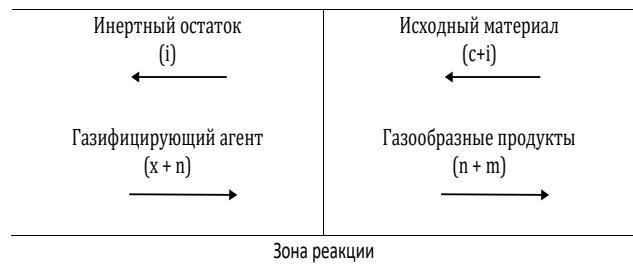 Инертный остаток
(i)
Исходный материал
(c+i)
Газифицирующий агент
(x + n)
Газообразные продукты
(n + m)
Зона реакции